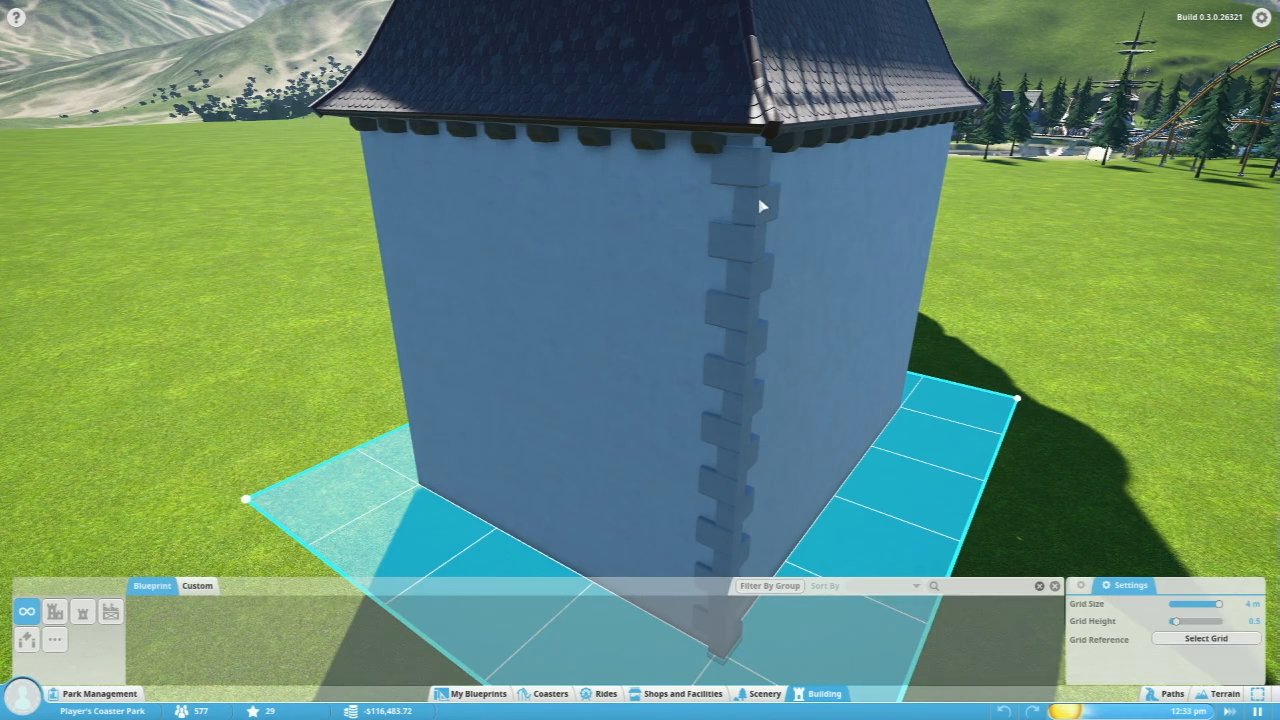 ?
Build 0.3.0.26321
Blueprint Custom
Filter By Group Sort By
Settings
Grid Size 4 m
Grid Height 0.5
Grid Reference Select Grid
Park Management
My Blueprints Coasters Rides Shops and Facilities Scenery Building
Paths Terrain
Player's Coaster Park 577 29 -$116,483.72
12:33 pm